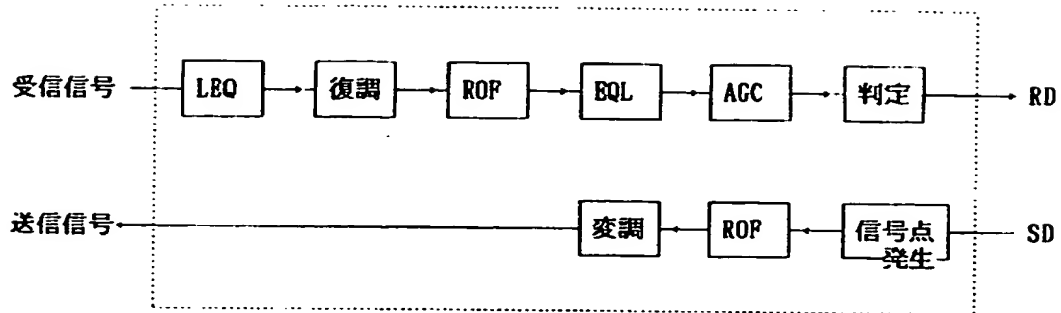 受信信号 LEQ 復調 ROF EQL AGC 判定 RD
送信信号 変調 ROF 信号点 SD
発生